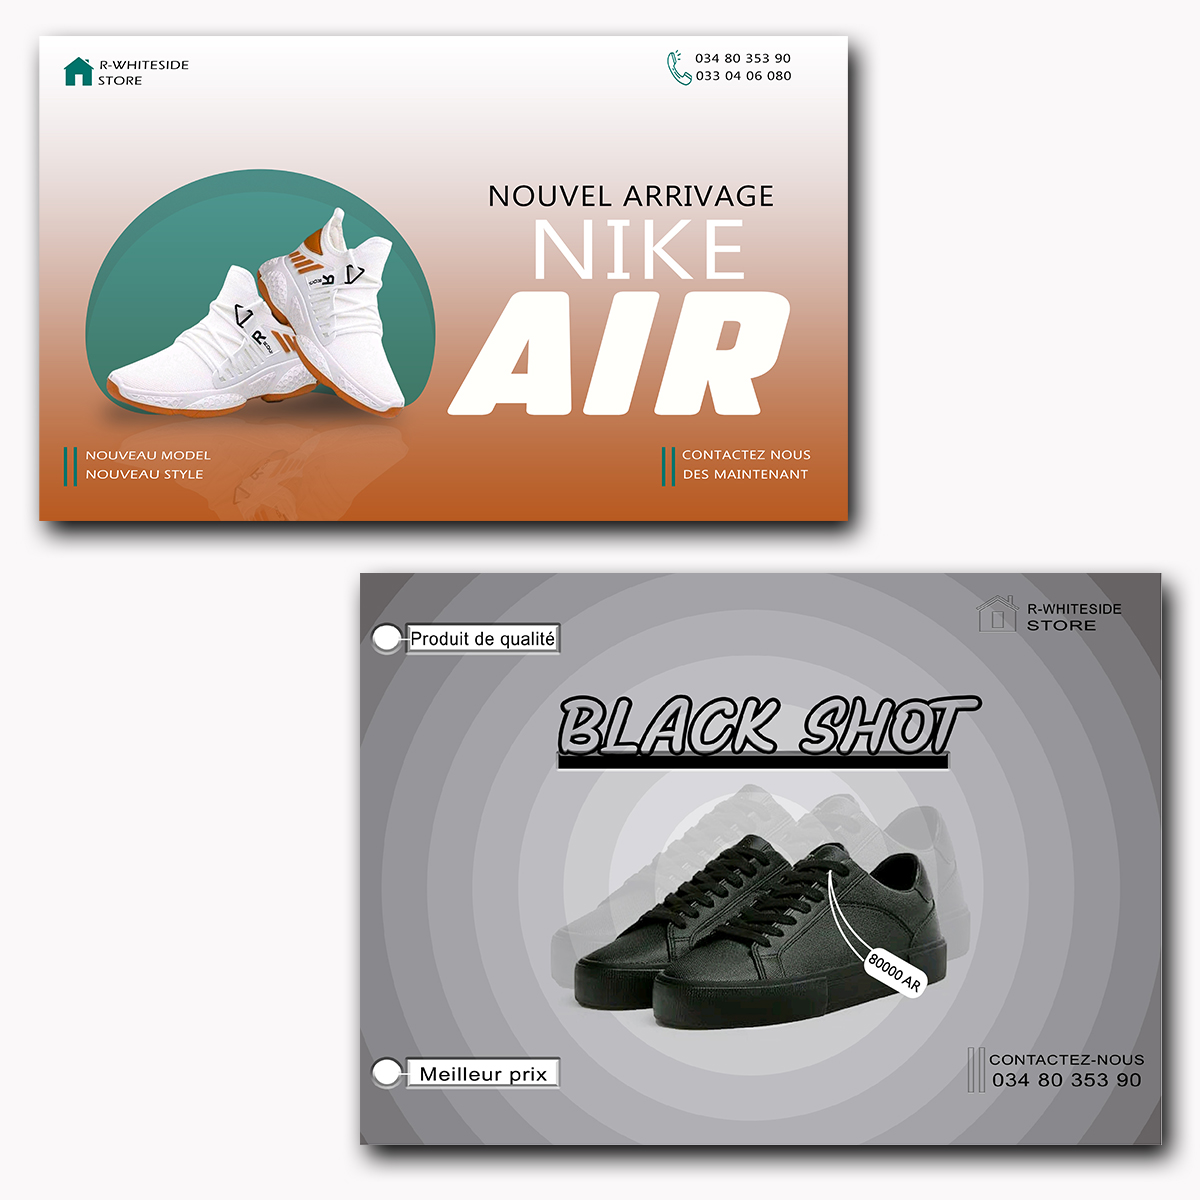 R-WHITESIDE
STORE
034 80 353 90
033 04 06 080
NOUVEL ARRIVAGE
NIKE
AIR
R
R
NOUVEAU MODEL
NOUVEAU STYLE
CONTACTEZ NOUS
DES MAINTENANT
R-WHITESIDE
STORE
Produit de qualité
BLACK SHOT
80000 AR
Meilleur prix
CONTACTEZ-NOUS
034 80 353 90